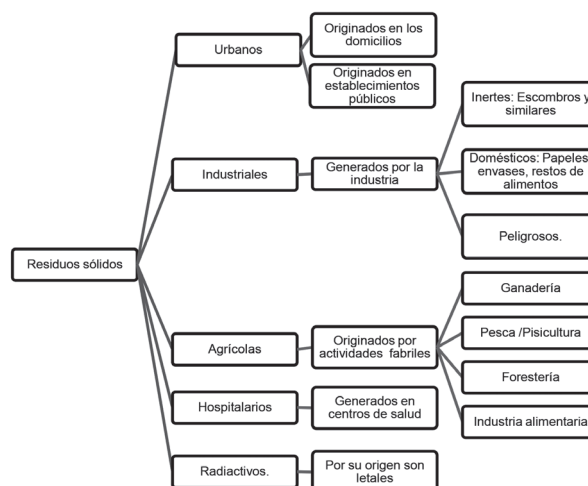 Residuos sólidos
Urbanos
Originados en los
domicilios
Originados en
establecimientos
públicos
Industriales
Generados por la
industria
Inertes: Escombros y
similares
Domésticos: Papeles
envases, restos de
alimentos
Peligrosos.
Agrícolas
Originados por
actividades fabriles
Ganadería
Pesca /Pisicultura
Forestería
Industria alimentaria
Hospitalarios
Generados en
centros de salud
Radiactivos.
Por su origen son
letales